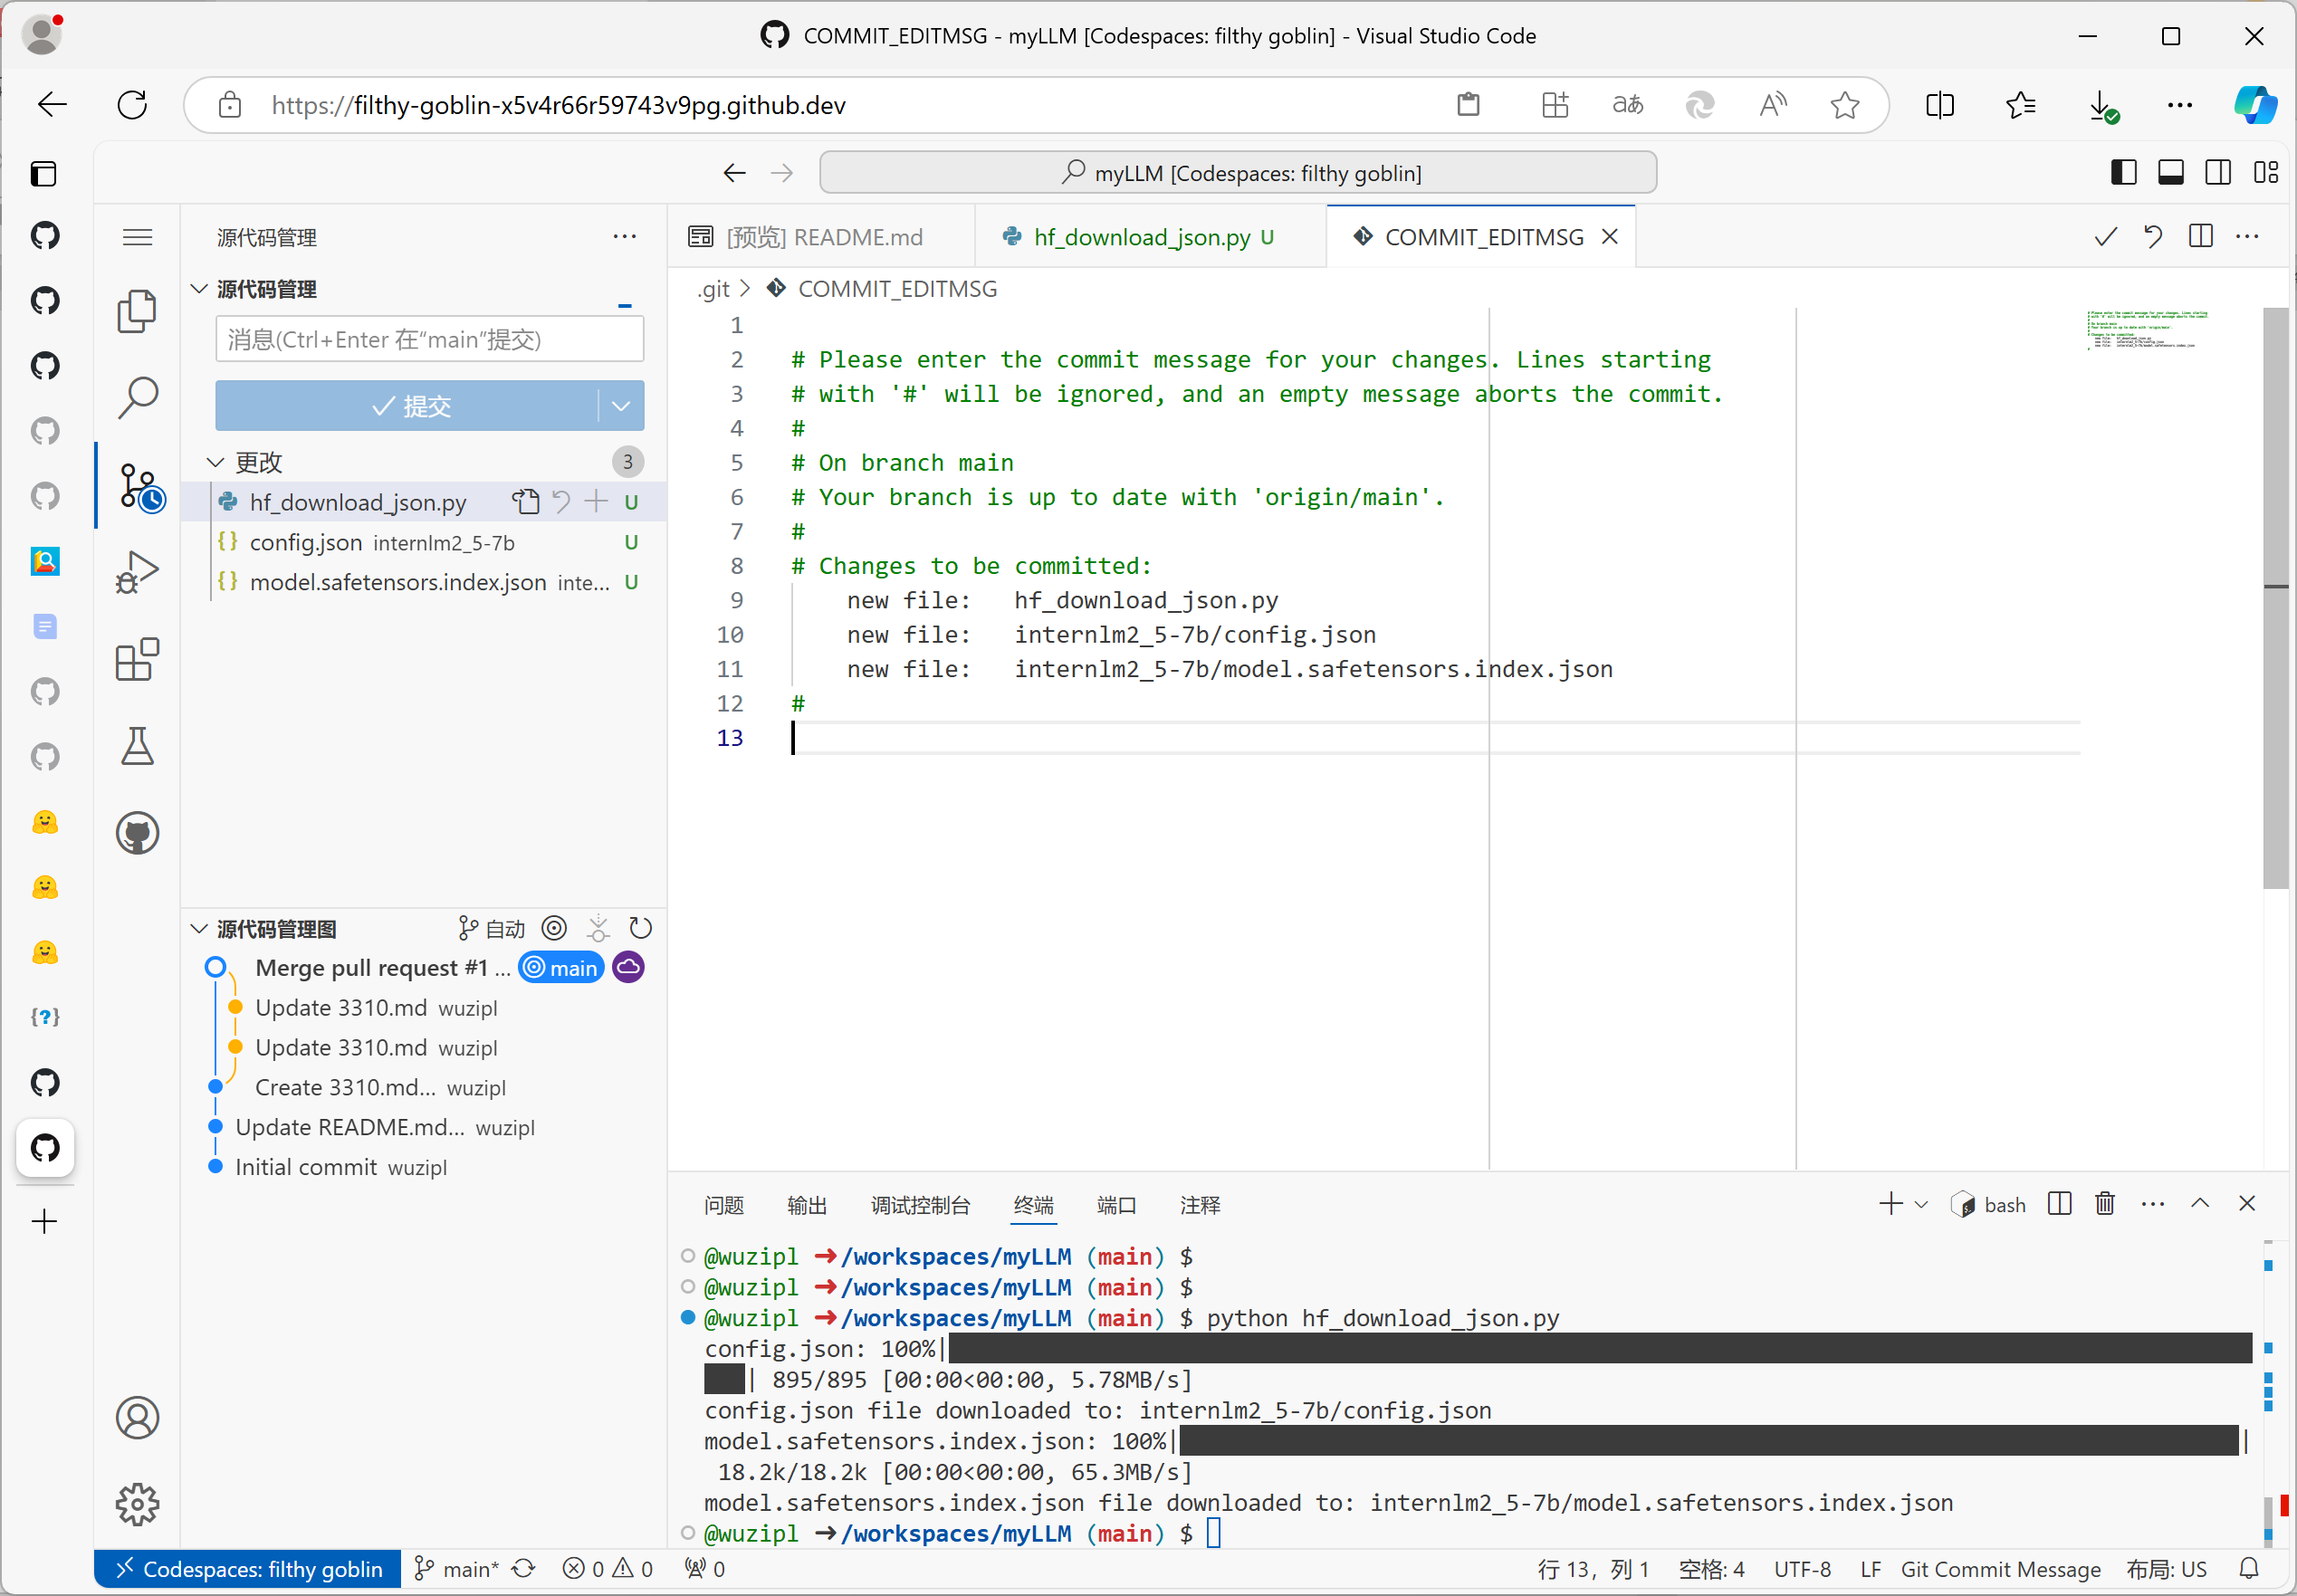 COMMIT_EDITMSG - myLLM [Codespaces: filthy goblin] - Visual Studio Code
https://filthy-goblin-x5v4r66r59743v9pg.github.dev
myLLM [Codespaces: filthy goblin]
源代码管理
源代码管理
消息(Ctrl+Enter 在“main”提交)
提交
更改 3
hf_download_json.py U
config.json internlm2_5-7b U
model.safetensors.index.json inte... U
源代码管理图 自动
Merge pull request #1 ... main
Update 3310.md wuzipl
Update 3310.md wuzipl
Create 3310.md... wuzipl
Update README.md... wuzipl
Initial commit wuzipl
[预览] README.md hf_download_json.py U COMMIT_EDITMSG
.git > COMMIT_EDITMSG
1
2 # Please enter the commit message for your changes. Lines starting
3 # with '#' will be ignored, and an empty message aborts the commit.
4 #
5 # On branch main
6 # Your branch is up to date with 'origin/main'.
7 #
8 # Changes to be committed:
9 new file: hf_download_json.py
10 new file: internlm2_5-7b/config.json
11 new file: internlm2_5-7b/model.safetensors.index.json
12 #
13
问题 输出 调试控制台 终端 端口 注释 bash
@wuzipl ➜ /workspaces/myLLM (main) $
@wuzipl ➜ /workspaces/myLLM (main) $
@wuzipl ➜ /workspaces/myLLM (main) $ python hf_download_json.py
config.json: 100%|
| 895/895 [00:00<00:00, 5.78MB/s]
config.json file downloaded to: internlm2_5-7b/config.json
model.safetensors.index.json: 100%| |
18.2k/18.2k [00:00<00:00, 65.3MB/s]
model.safetensors.index.json file downloaded to: internlm2_5-7b/model.safetensors.index.json
@wuzipl ➜ /workspaces/myLLM (main) $
Codespaces: filthy goblin main* 0 0 0 行 13，列 1 空格: 4 UTF-8 LF Git Commit Message 布局: US